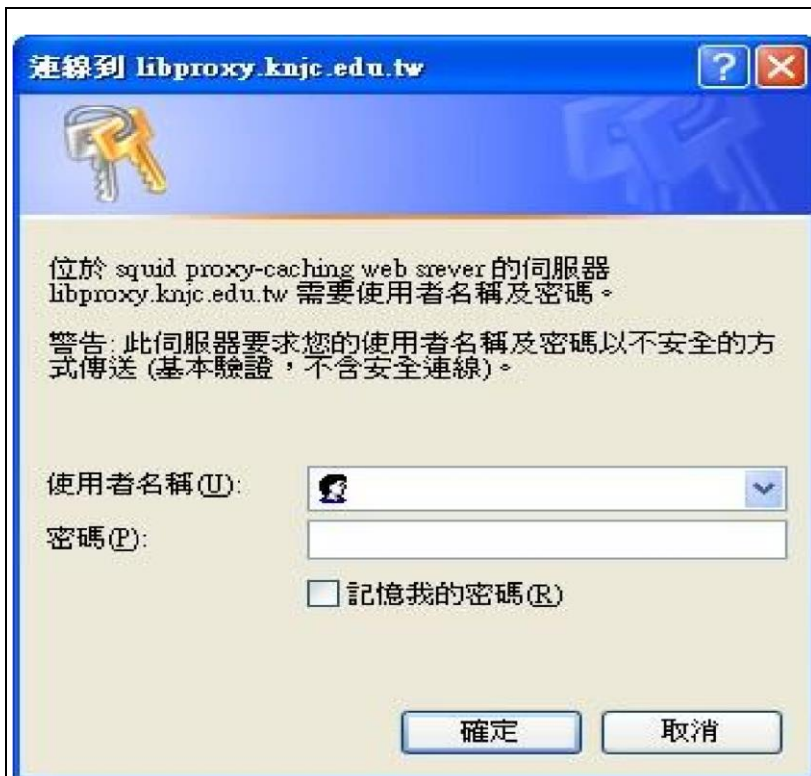 連線到 libproxy.knjc.edu.tw
位於 squid proxy-caching web srever 的伺服器
libproxy.knjc.edu.tw 需要使用者名稱及密碼。
警告: 此伺服器要求您的使用者名稱及密碼以不安全的方
式傳送 (基本驗證，不含安全連線)。
使用者名稱(U):
密碼(P):
記憶我的密碼(R)
確定 取消